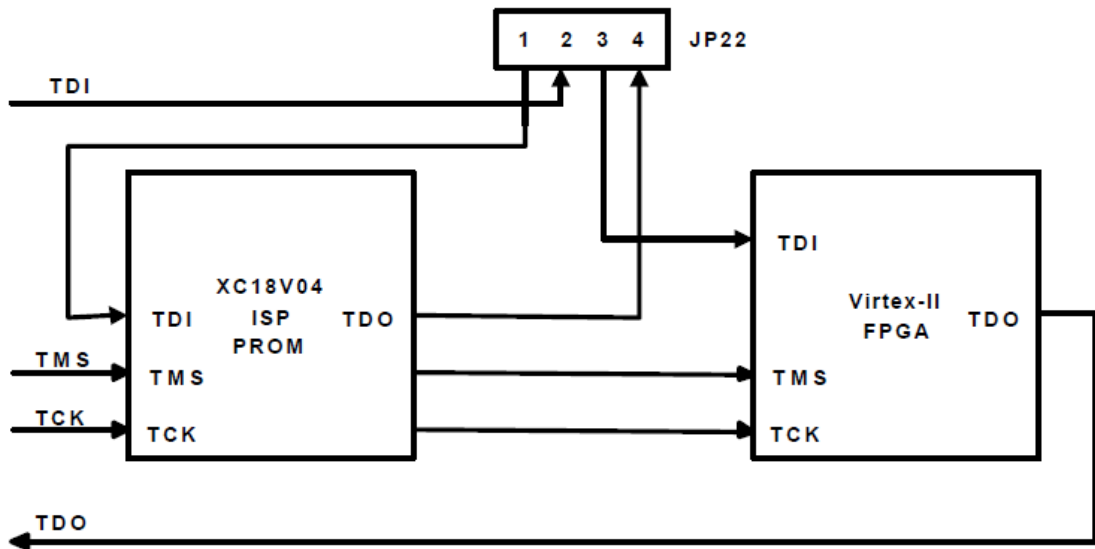 1 2 3 4 JP22
TDI
TDI
XC18V04
ISP
PROM
TDI
TDO
Virtex-II
FPGA
TDO
TMS
TMS
TMS
TCK
TCK
TCK
TDO